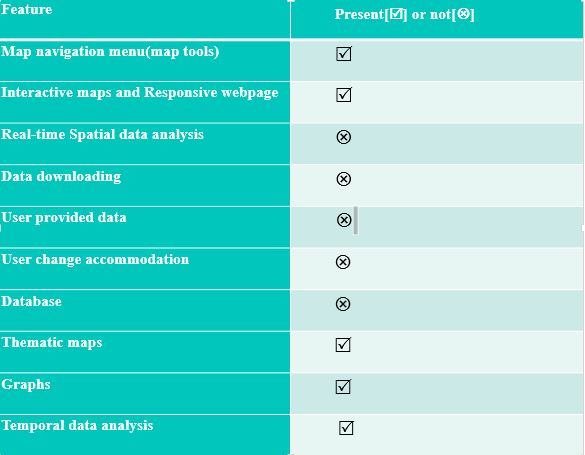 Feature Present[☑] or not[⊗]
Map navigation menu(map tools) ☑
Interactive maps and Responsive webpage ☑
Real-time Spatial data analysis ⊗
Data downloading ⊗
User provided data ⊗
User change accommodation ⊗
Database ⊗
Thematic maps ☑
Graphs ☑
Temporal data analysis ☑